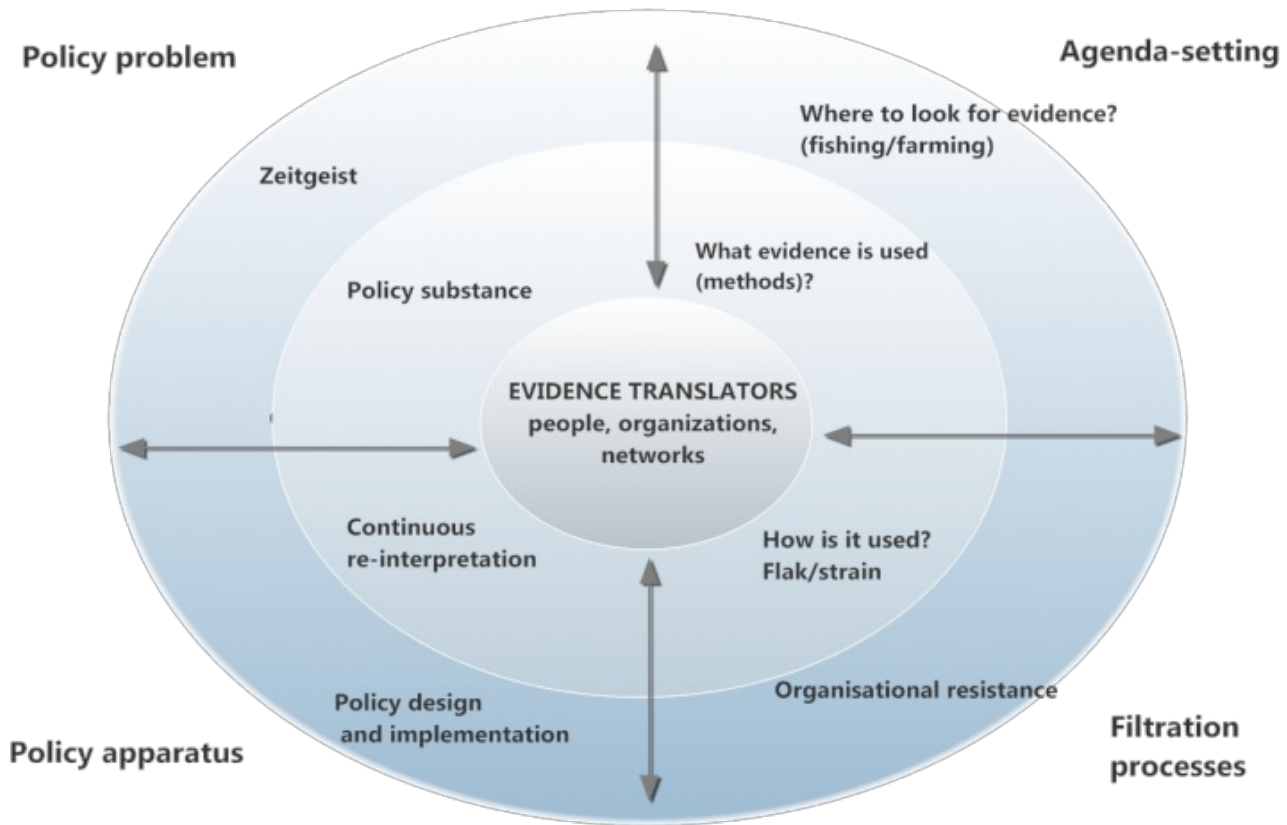 Policy problem
Agenda-setting
Where to look for evidence?
(fishing/farming)
Zeitgeist
What evidence is used
(methods)?
Policy substance
EVIDENCE TRANSLATORS
people, organizations,
networks
Continuous
re-interpretation
How is it used?
Flak/strain
Policy design
and implementation
Organisational resistance
Policy apparatus
Filtration
processes